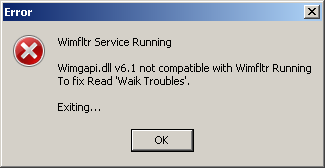 Error
Wimfltr Service Running
Wimgapi.dll v6.1 not compatible with Wimfltr Running
To fix Read 'Waik Troubles'.
Exiting...
OK